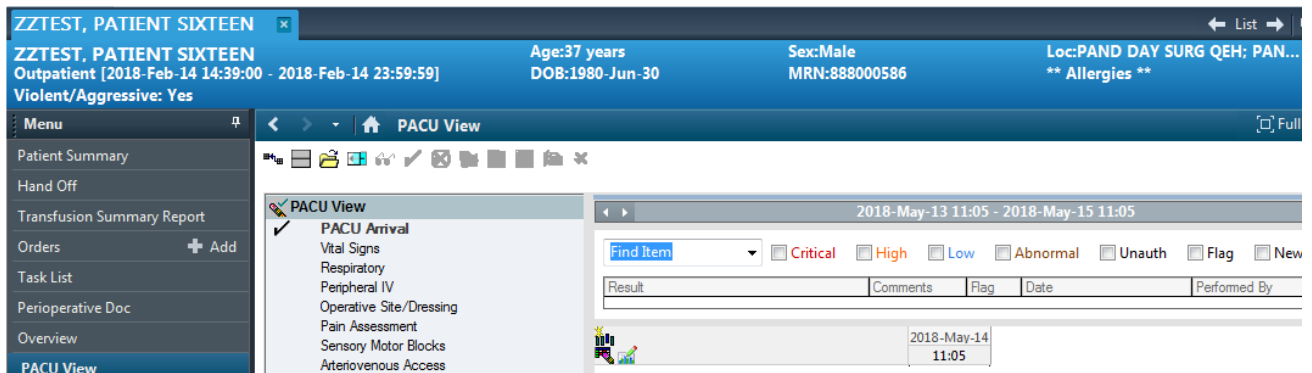 ZZTEST, PATIENT SIXTEEN
List
ZZTEST, PATIENT SIXTEEN Age:37 years Sex:Male Loc:PAND DAY SURG QEH; PAN...
Outpatient [2018-Feb-14 14:39:00 - 2018-Feb-14 23:59:59] DOB:1980-Jun-30 MRN:888000586 ** Allergies **
Violent/Aggressive: Yes
Menu
PACU View
Full
Patient Summary
Hand Off
Transfusion Summary Report
Orders Add
Task List
Perioperative Doc
Overview
PACU View
PACU View
PACU Arrival
Vital Signs
Respiratory
Peripheral IV
Operative Site/Dressing
Pain Assessment
Sensory Motor Blocks
Arteriovenous Access
2018-May-13 11:05 - 2018-May-15 11:05
Find Item Critical High Low Abnormal Unauth Flag New
Result Comments Flag Date Performed By
2018-May-14
11:05